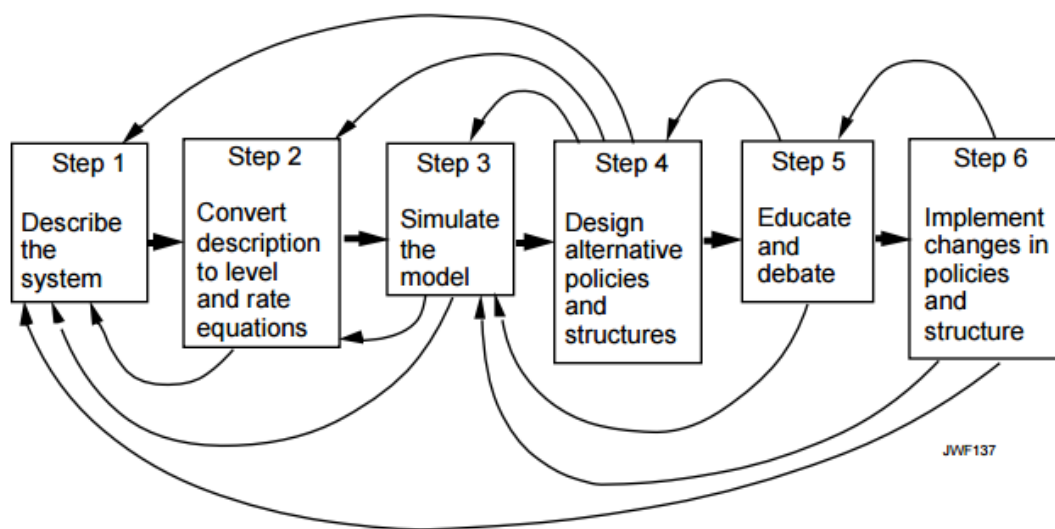 Step 1
Describe
the
system
Step 2
Convert
description
to level
and rate
equations
Step 3
Simulate
the
model
Step 4
Design
alternative
policies
and
structures
Step 5
Educate
and
debate
Step 6
Implement
changes in
policies
and
structure
JWF137